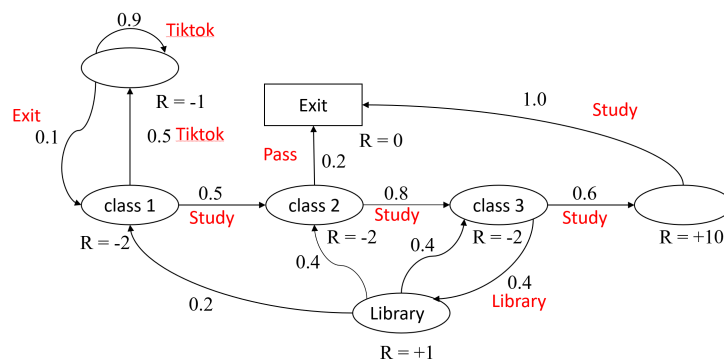 0.9
Tiktok
R = -1
Exit
0.1
0.5 Tiktok
Exit
R = 0
1.0
Study
Pass
0.2
class 1
0.5
Study
class 2
0.8
Study
class 3
0.6
Study
R = -2
R = -2
R = -2
R = +10
0.4
0.4
0.4
Library
0.2
Library
R = +1